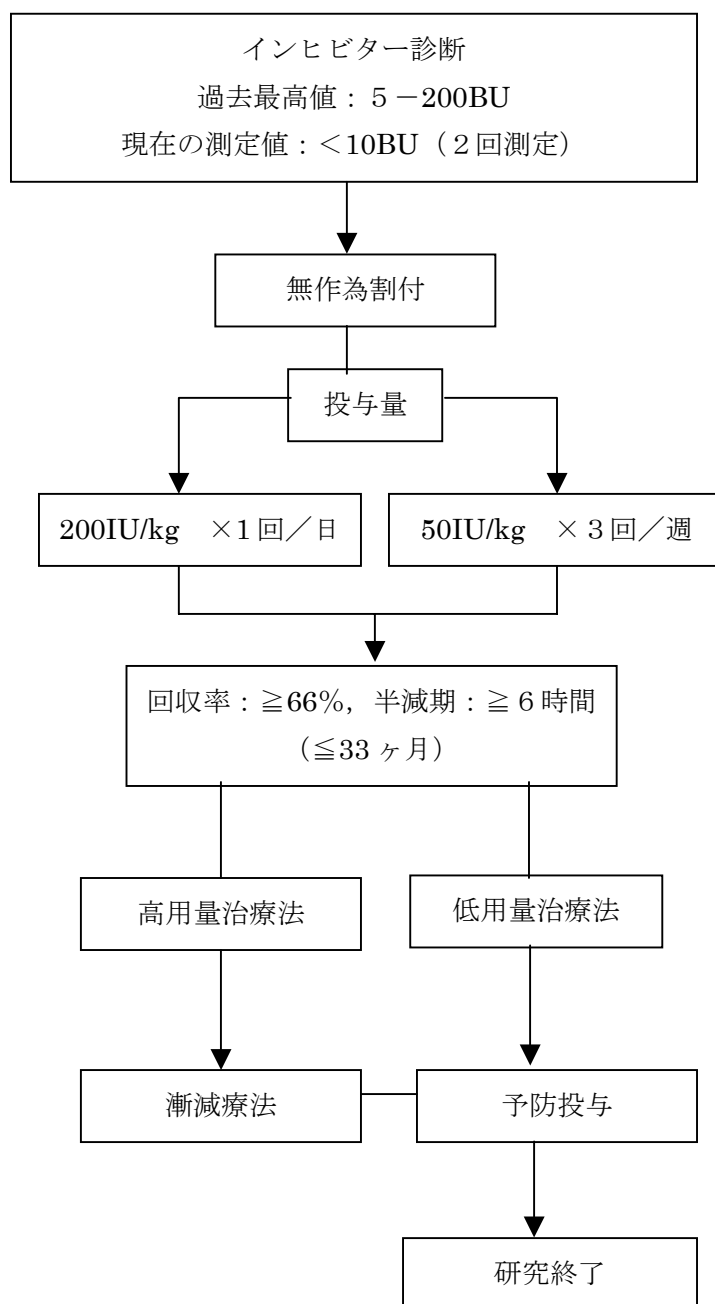 インヒビター診断
過去最高値：５－200BU
現在の測定値：＜10BU（２回測定）
無作為割付
投与量
200IU/kg　×1回／日
50IU/kg　×３回／週
回収率：≧66％，半減期：≧６時間
（≦33 ヶ月）
高用量治療法
低用量治療法
漸減療法
予防投与
研究終了